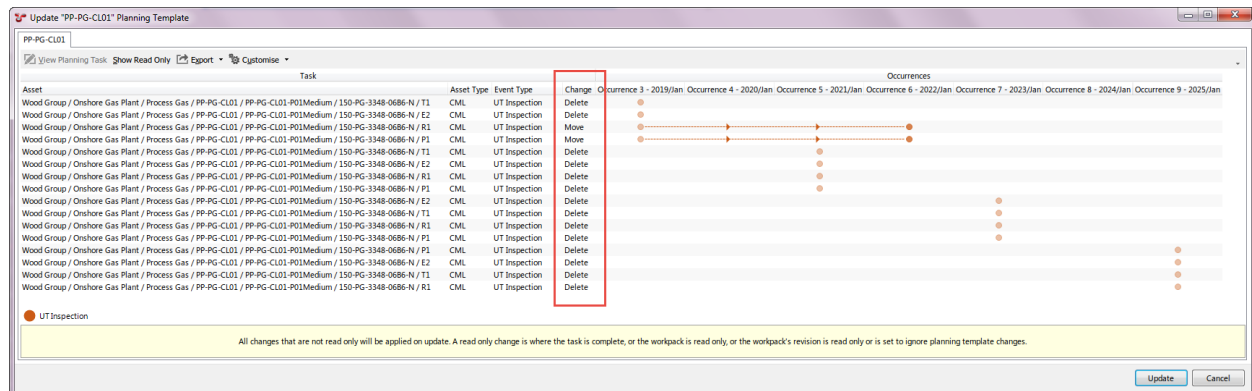 Update "PP-PG-CL01" Planning Template
PP-PG-CL01
View Planning Task Show Read Only Export Customise
Task Occurrences
Asset Asset Type Event Type Change Occurrence 3 - 2019/Jan Occurrence 4 - 2020/Jan Occurrence 5 - 2021/Jan Occurrence 6 - 2022/Jan Occurrence 7 - 2023/Jan Occurrence 8 - 2024/Jan Occurrence 9 - 2025/Jan
Wood Group / Onshore Gas Plant / Process Gas / PP-PG-CL01 / PP-PG-CL01-P01Medium / 150-PG-3348-06B6-N / T1 CML UT Inspection Delete
Wood Group / Onshore Gas Plant / Process Gas / PP-PG-CL01 / PP-PG-CL01-P01Medium / 150-PG-3348-06B6-N / E2 CML UT Inspection Delete
Wood Group / Onshore Gas Plant / Process Gas / PP-PG-CL01 / PP-PG-CL01-P01Medium / 150-PG-3348-06B6-N / R1 CML UT Inspection Move
Wood Group / Onshore Gas Plant / Process Gas / PP-PG-CL01 / PP-PG-CL01-P01Medium / 150-PG-3348-06B6-N / P1 CML UT Inspection Move
Wood Group / Onshore Gas Plant / Process Gas / PP-PG-CL01 / PP-PG-CL01-P01Medium / 150-PG-3348-06B6-N / T1 CML UT Inspection Delete
Wood Group / Onshore Gas Plant / Process Gas / PP-PG-CL01 / PP-PG-CL01-P01Medium / 150-PG-3348-06B6-N / E2 CML UT Inspection Delete
Wood Group / Onshore Gas Plant / Process Gas / PP-PG-CL01 / PP-PG-CL01-P01Medium / 150-PG-3348-06B6-N / R1 CML UT Inspection Delete
Wood Group / Onshore Gas Plant / Process Gas / PP-PG-CL01 / PP-PG-CL01-P01Medium / 150-PG-3348-06B6-N / P1 CML UT Inspection Delete
Wood Group / Onshore Gas Plant / Process Gas / PP-PG-CL01 / PP-PG-CL01-P01Medium / 150-PG-3348-06B6-N / E2 CML UT Inspection Delete
Wood Group / Onshore Gas Plant / Process Gas / PP-PG-CL01 / PP-PG-CL01-P01Medium / 150-PG-3348-06B6-N / T1 CML UT Inspection Delete
Wood Group / Onshore Gas Plant / Process Gas / PP-PG-CL01 / PP-PG-CL01-P01Medium / 150-PG-3348-06B6-N / R1 CML UT Inspection Delete
Wood Group / Onshore Gas Plant / Process Gas / PP-PG-CL01 / PP-PG-CL01-P01Medium / 150-PG-3348-06B6-N / P1 CML UT Inspection Delete
Wood Group / Onshore Gas Plant / Process Gas / PP-PG-CL01 / PP-PG-CL01-P01Medium / 150-PG-3348-06B6-N / P1 CML UT Inspection Delete
Wood Group / Onshore Gas Plant / Process Gas / PP-PG-CL01 / PP-PG-CL01-P01Medium / 150-PG-3348-06B6-N / E2 CML UT Inspection Delete
Wood Group / Onshore Gas Plant / Process Gas / PP-PG-CL01 / PP-PG-CL01-P01Medium / 150-PG-3348-06B6-N / T1 CML UT Inspection Delete
Wood Group / Onshore Gas Plant / Process Gas / PP-PG-CL01 / PP-PG-CL01-P01Medium / 150-PG-3348-06B6-N / R1 CML UT Inspection Delete
UT Inspection
All changes that are not read only will be applied on update. A read only change is where the task is complete, or the workpack is read only, or the workpack's revision is read only or is set to ignore planning template changes.
Update Cancel